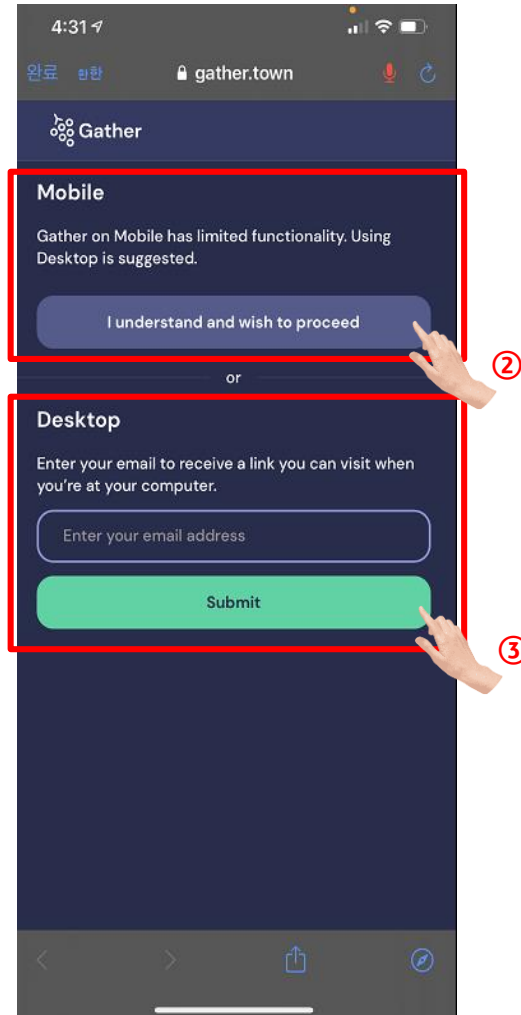 4:31
완료 한한 gather.town
Gather
Mobile
Gather on Mobile has limited functionality. Using
Desktop is suggested.
I understand and wish to proceed
②
or
Desktop
Enter your email to receive a link you can visit when
you're at your computer.
Enter your email address
Submit
③